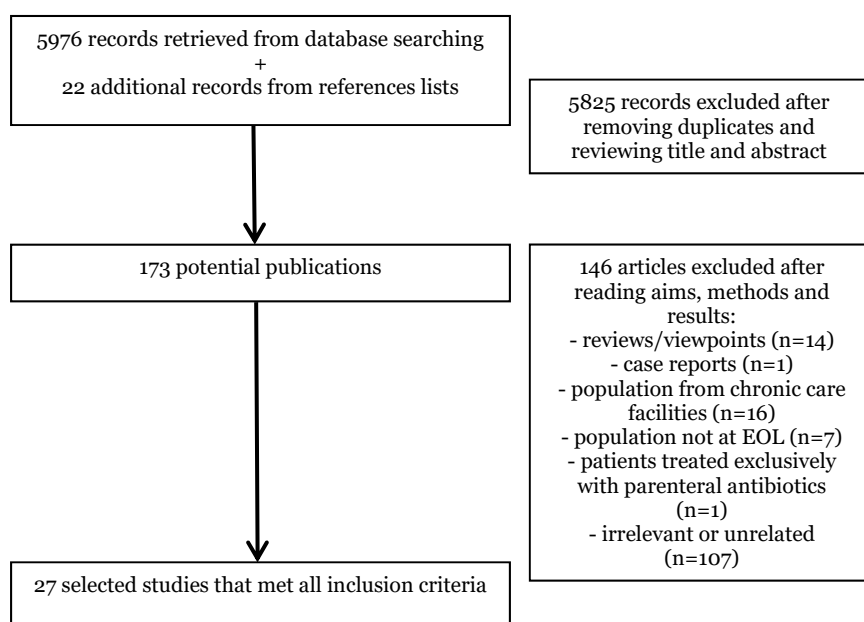 5976 records retrieved from database searching
+
22 additional records from references lists
5825 records excluded after
removing duplicates and
reviewing title and abstract
173 potential publications
146 articles excluded after
reading aims, methods and
results:
- reviews/viewpoints (n=14)
- case reports (n=1)
- population from chronic care
facilities (n=16)
- population not at EOL (n=7)
- patients treated exclusively
with parenteral antibiotics
(n=1)
- irrelevant or unrelated
(n=107)
27 selected studies that met all inclusion criteria